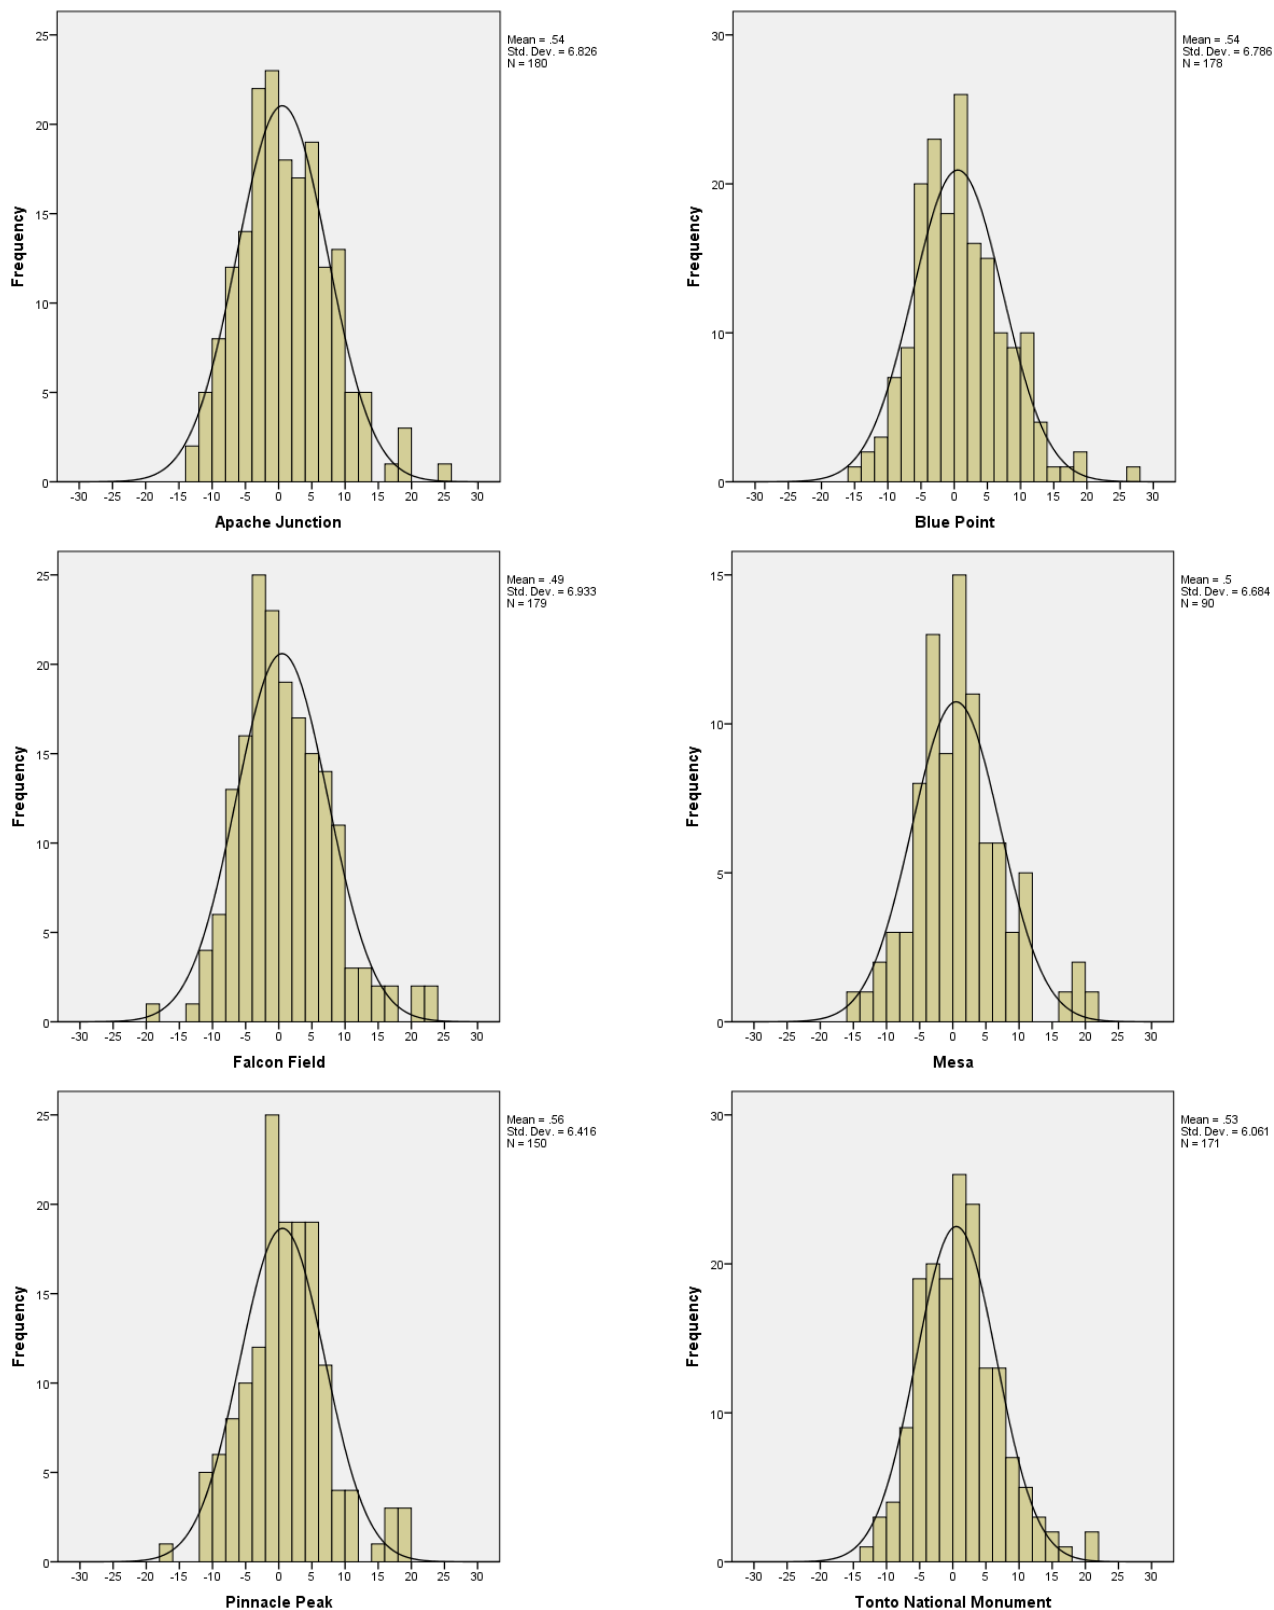 Mean = .54
Std. Dev. = 6.826
N = 180
25
20
15
10
5
0
Frequency
-30 -25 -20 -15 -10 -5 0 5 10 15 20 25 30
Apache Junction
Mean = .54
Std. Dev. = 6.786
N = 178
30
20
10
0
Frequency
-30 -25 -20 -15 -10 -5 0 5 10 15 20 25 30
Blue Point
Mean = .49
Std. Dev. = 6.933
N = 179
25
20
15
10
5
0
Frequency
-30 -25 -20 -15 -10 -5 0 5 10 15 20 25 30
Falcon Field
Mean = .5
Std. Dev. = 6.684
N = 90
15
10
5
0
Frequency
-30 -25 -20 -15 -10 -5 0 5 10 15 20 25 30
Mesa
Mean = .56
Std. Dev. = 6.416
N = 150
25
20
15
10
5
0
Frequency
-30 -25 -20 -15 -10 -5 0 5 10 15 20 25 30
Pinnacle Peak
Mean = .53
Std. Dev. = 6.061
N = 171
30
20
10
0
Frequency
-30 -25 -20 -15 -10 -5 0 5 10 15 20 25 30
Tonto National Monument